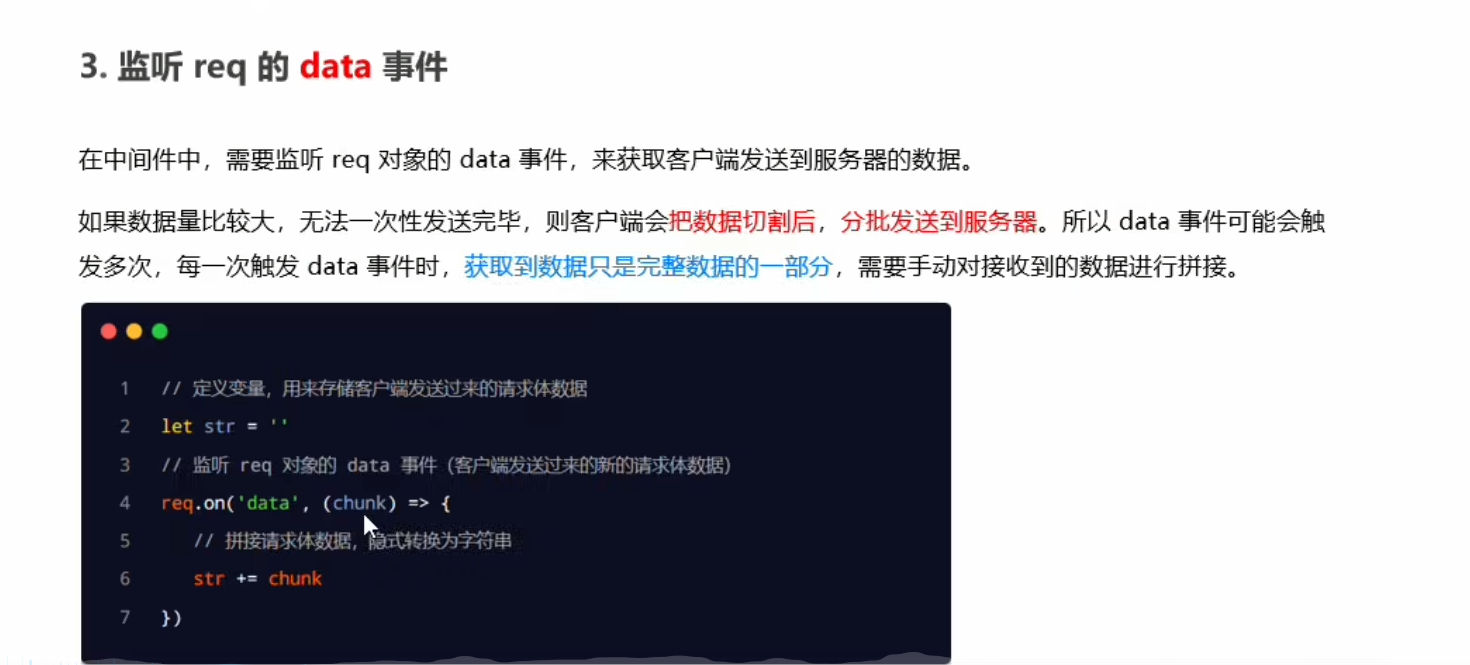 3. 监听 req 的 data 事件
在中间件中，需要监听 req 对象的 data 事件，来获取客户端发送到服务器的数据。
如果数据量比较大，无法一次性发送完毕，则客户端会把数据切割后，分批发送到服务器。所以 data 事件可能会触
发多次，每一次触发 data 事件时，获取到数据只是完整数据的一部分，需要手动对接收到的数据进行拼接。
1 // 定义变量，用来存储客户端发送过来的请求体数据
2 let str = ''
3 // 监听 req 对象的 data 事件（客户端发送过来的新的请求体数据）
4 req.on('data', (chunk) => {
5 // 拼接请求体数据，隐式转换为字符串
6 str += chunk
7 })